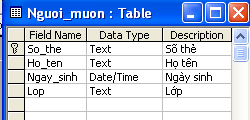 Nguoi_muon : Table
Field Name Data Type Description
So_the Text Số thẻ
Ho_ten Text Họ tên
Ngay_sinh Date/Time Ngày sinh
Lop Text Lớp